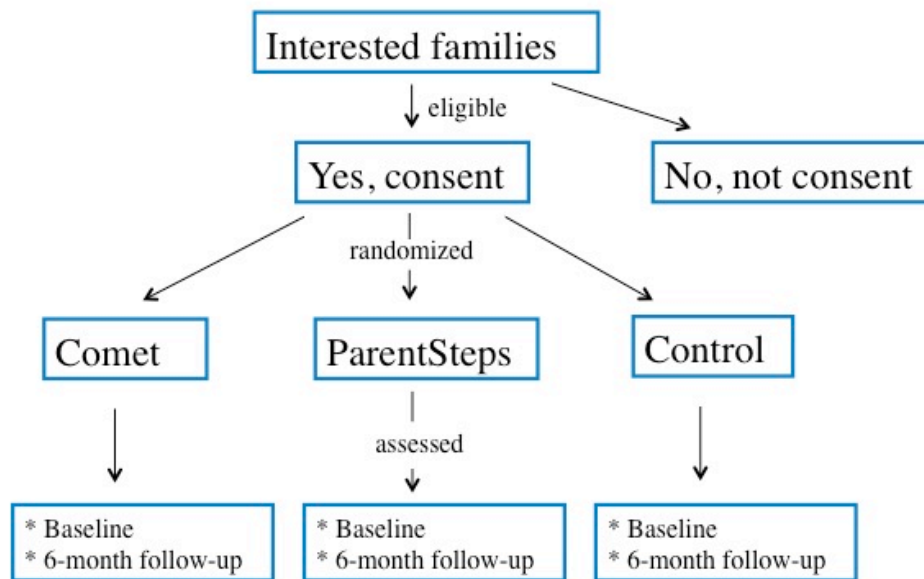 Interested families
eligible
Yes, consent
No, not consent
randomized
Comet
ParentSteps
Control
assessed
* Baseline
* 6-month follow-up
* Baseline
* 6-month follow-up
* Baseline
* 6-month follow-up